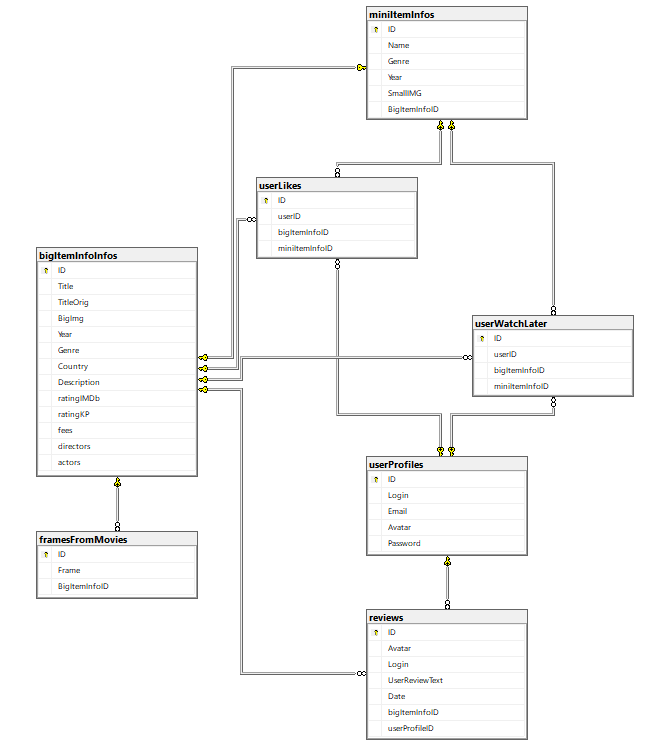 miniItemInfos
ID
Name
Genre
Year
SmallIMG
BigItemInfoID
userLikes
ID
userID
bigItemInfoID
miniItemInfoID
bigItemInfoInfos
ID
Title
TitleOrig
BigImg
Year
Genre
Country
Description
ratingIMDb
ratingKP
fees
directors
actors
userWatchLater
ID
userID
bigItemInfoID
miniItemInfoID
userProfiles
ID
Login
Email
Avatar
Password
framesFromMovies
ID
Frame
BigItemInfoID
reviews
ID
Avatar
Login
UserReviewText
Date
bigItemInfoID
userProfileID